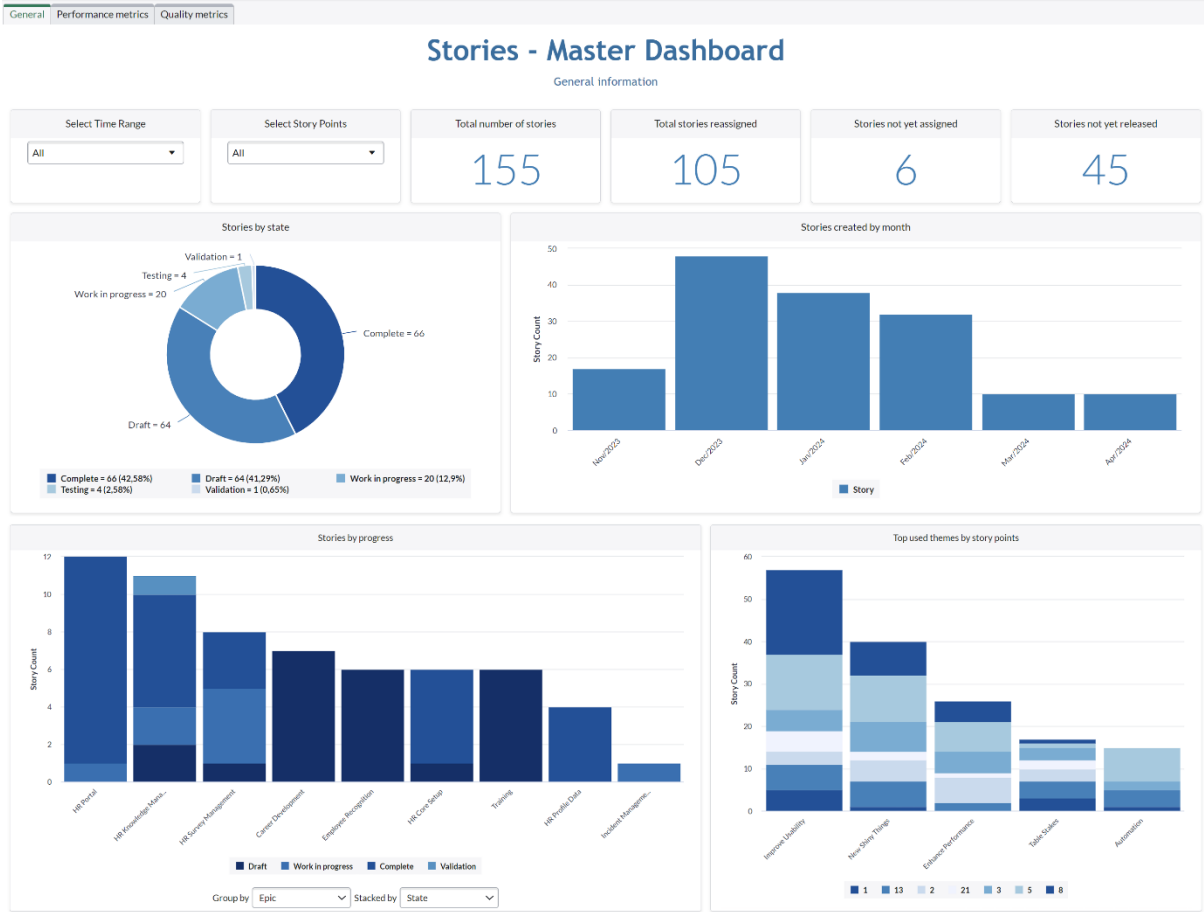 General Performance metrics Quality metrics
Stories - Master Dashboard
General information
Select Time Range
All
Select Story Points
All
Total number of stories
155
Total stories reassigned
105
Stories not yet assigned
6
Stories not yet released
45
Stories by state
Validation = 1
Testing = 4
Work in progress = 20
Complete = 66
Draft = 64
Complete = 66 (42,58%) Draft = 64 (41,29%) Work in progress = 20 (12,9%)
Testing = 4 (2,58%) Validation = 1 (0,65%)
Stories created by month
Story Count
50
40
30
20
10
0
Nov/2023 Dec/2023 Jan/2024 Feb/2024 Mar/2024 Apr/2024
Story
Stories by progress
Story Count
12
10
8
6
4
2
0
HR Portal HR Knowledge Mana... HR Survey Management Career Development Employee Recognition HR Core Setup Training HR Profile Data Incident Manageme...
Draft Work in progress Complete Validation
Group by Epic Stacked by State
Top used themes by story points
Story Count
60
50
40
30
20
10
0
Improve Usability New Shiny Things Enhance Performance Table Stakes Automation
1 13 2 21 3 5 8